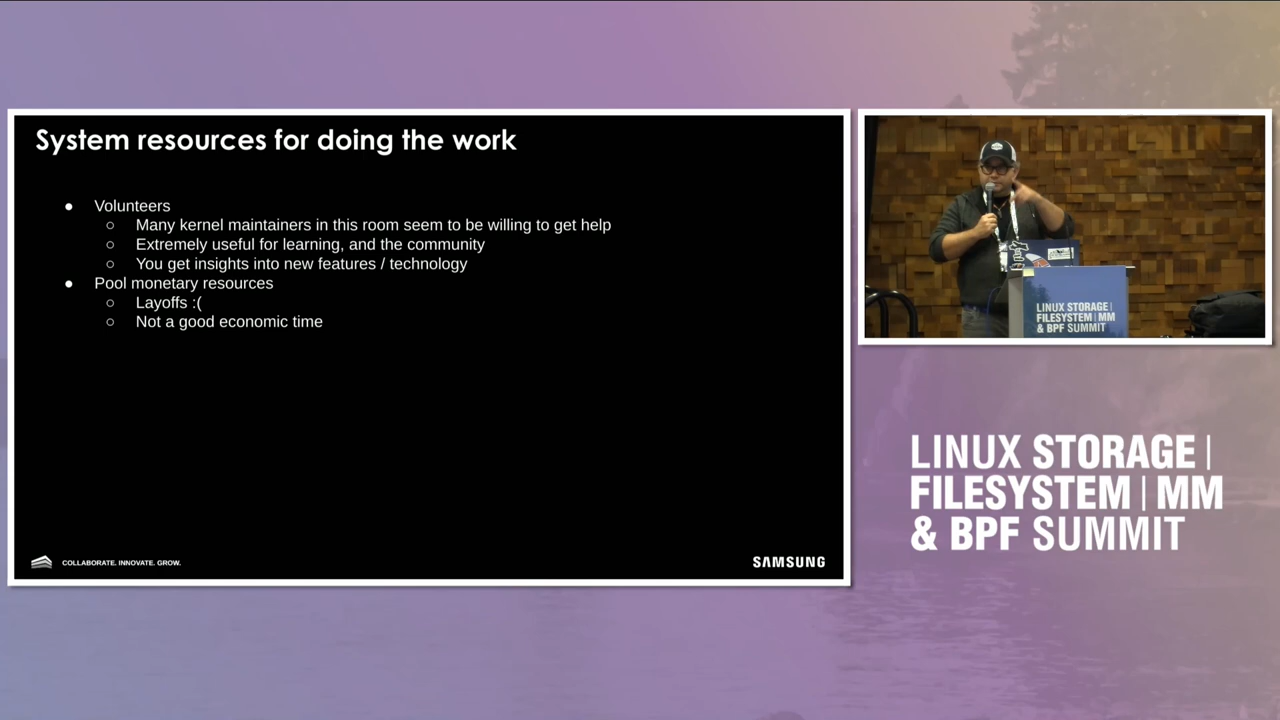 System resources for doing the work
● Volunteers
○ Many kernel maintainers in this room seem to be willing to get help
○ Extremely useful for learning, and the community
○ You get insights into new features / technology
● Pool monetary resources
○ Layoffs :(
○ Not a good economic time
COLLABORATE. INNOVATE. GROW.
SAMSUNG
LINUX STORAGE |
FILESYSTEM | MM
& BPF SUMMIT
LINUX STORAGE |
FILESYSTEM | MM
& BPF SUMMIT